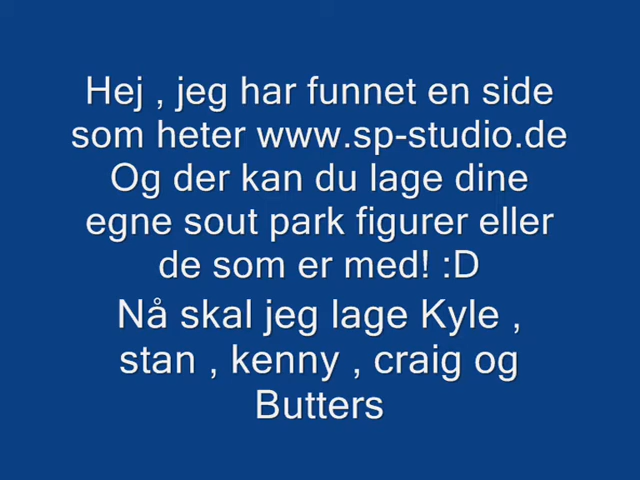 Hej , jeg har funnet en side
som heter www.sp-studio.de
Og der kan du lage dine
egne sout park figurer eller
de som er med! :D
Nå skal jeg lage Kyle ,
stan , kenny , craig og
Butters